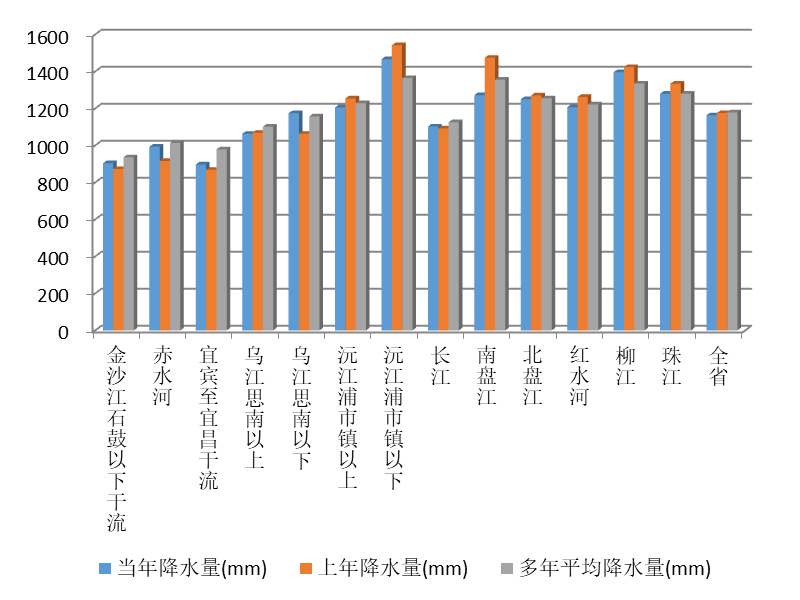 1600
1400
1200
1000
800
600
400
200
0
金沙江石鼓以下干流
赤水河
宜宾至宜昌干流
乌江思南以上
乌江思南以下
沅江浦市镇以上
沅江浦市镇以下
长江
南盘江
北盘江
红水河
柳江
珠江
全省
当年降水量(mm)
上年降水量(mm)
多年平均降水量(mm)